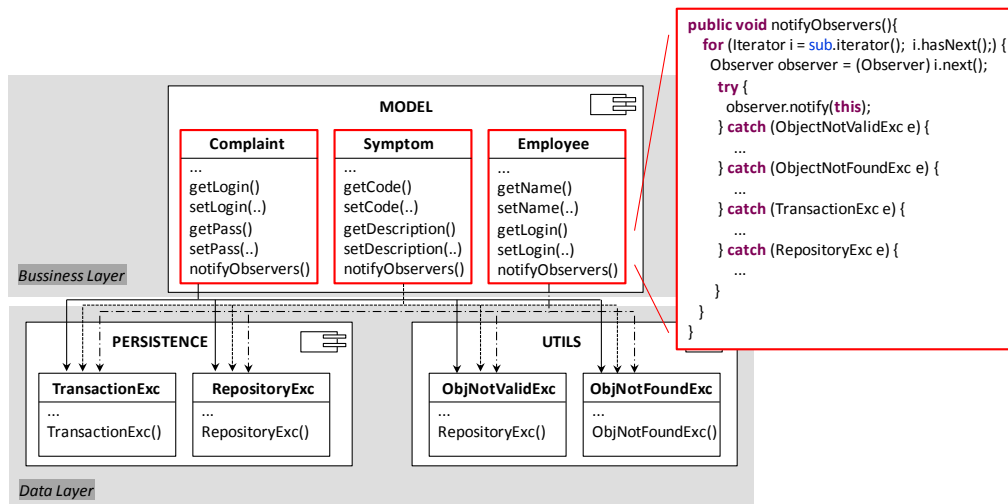 public void notifyObservers(){
for (Iterator i = sub.iterator(); i.hasNext();) {
Observer observer = (Observer) i.next();
try {
observer.notify(this);
} catch (ObjectNotValidExc e) {
...
} catch (ObjectNotFoundExc e) {
...
} catch (TransactionExc e) {
...
} catch (RepositoryExc e) {
...
}
}
}
MODEL
Complaint
...
getLogin()
setLogin(..)
getPass()
setPass(..)
notifyObservers()
Symptom
...
getCode()
setCode(..)
getDescription()
setDescription(..)
notifyObservers()
Employee
...
getName()
setName(..)
getLogin()
setLogin(..)
notifyObservers()
Bussiness Layer
PERSISTENCE
TransactionExc
...
TransactionExc()
RepositoryExc
...
RepositoryExc()
UTILS
ObjNotValidExc
...
RepositoryExc()
ObjNotFoundExc
...
ObjNotFoundExc()
Data Layer